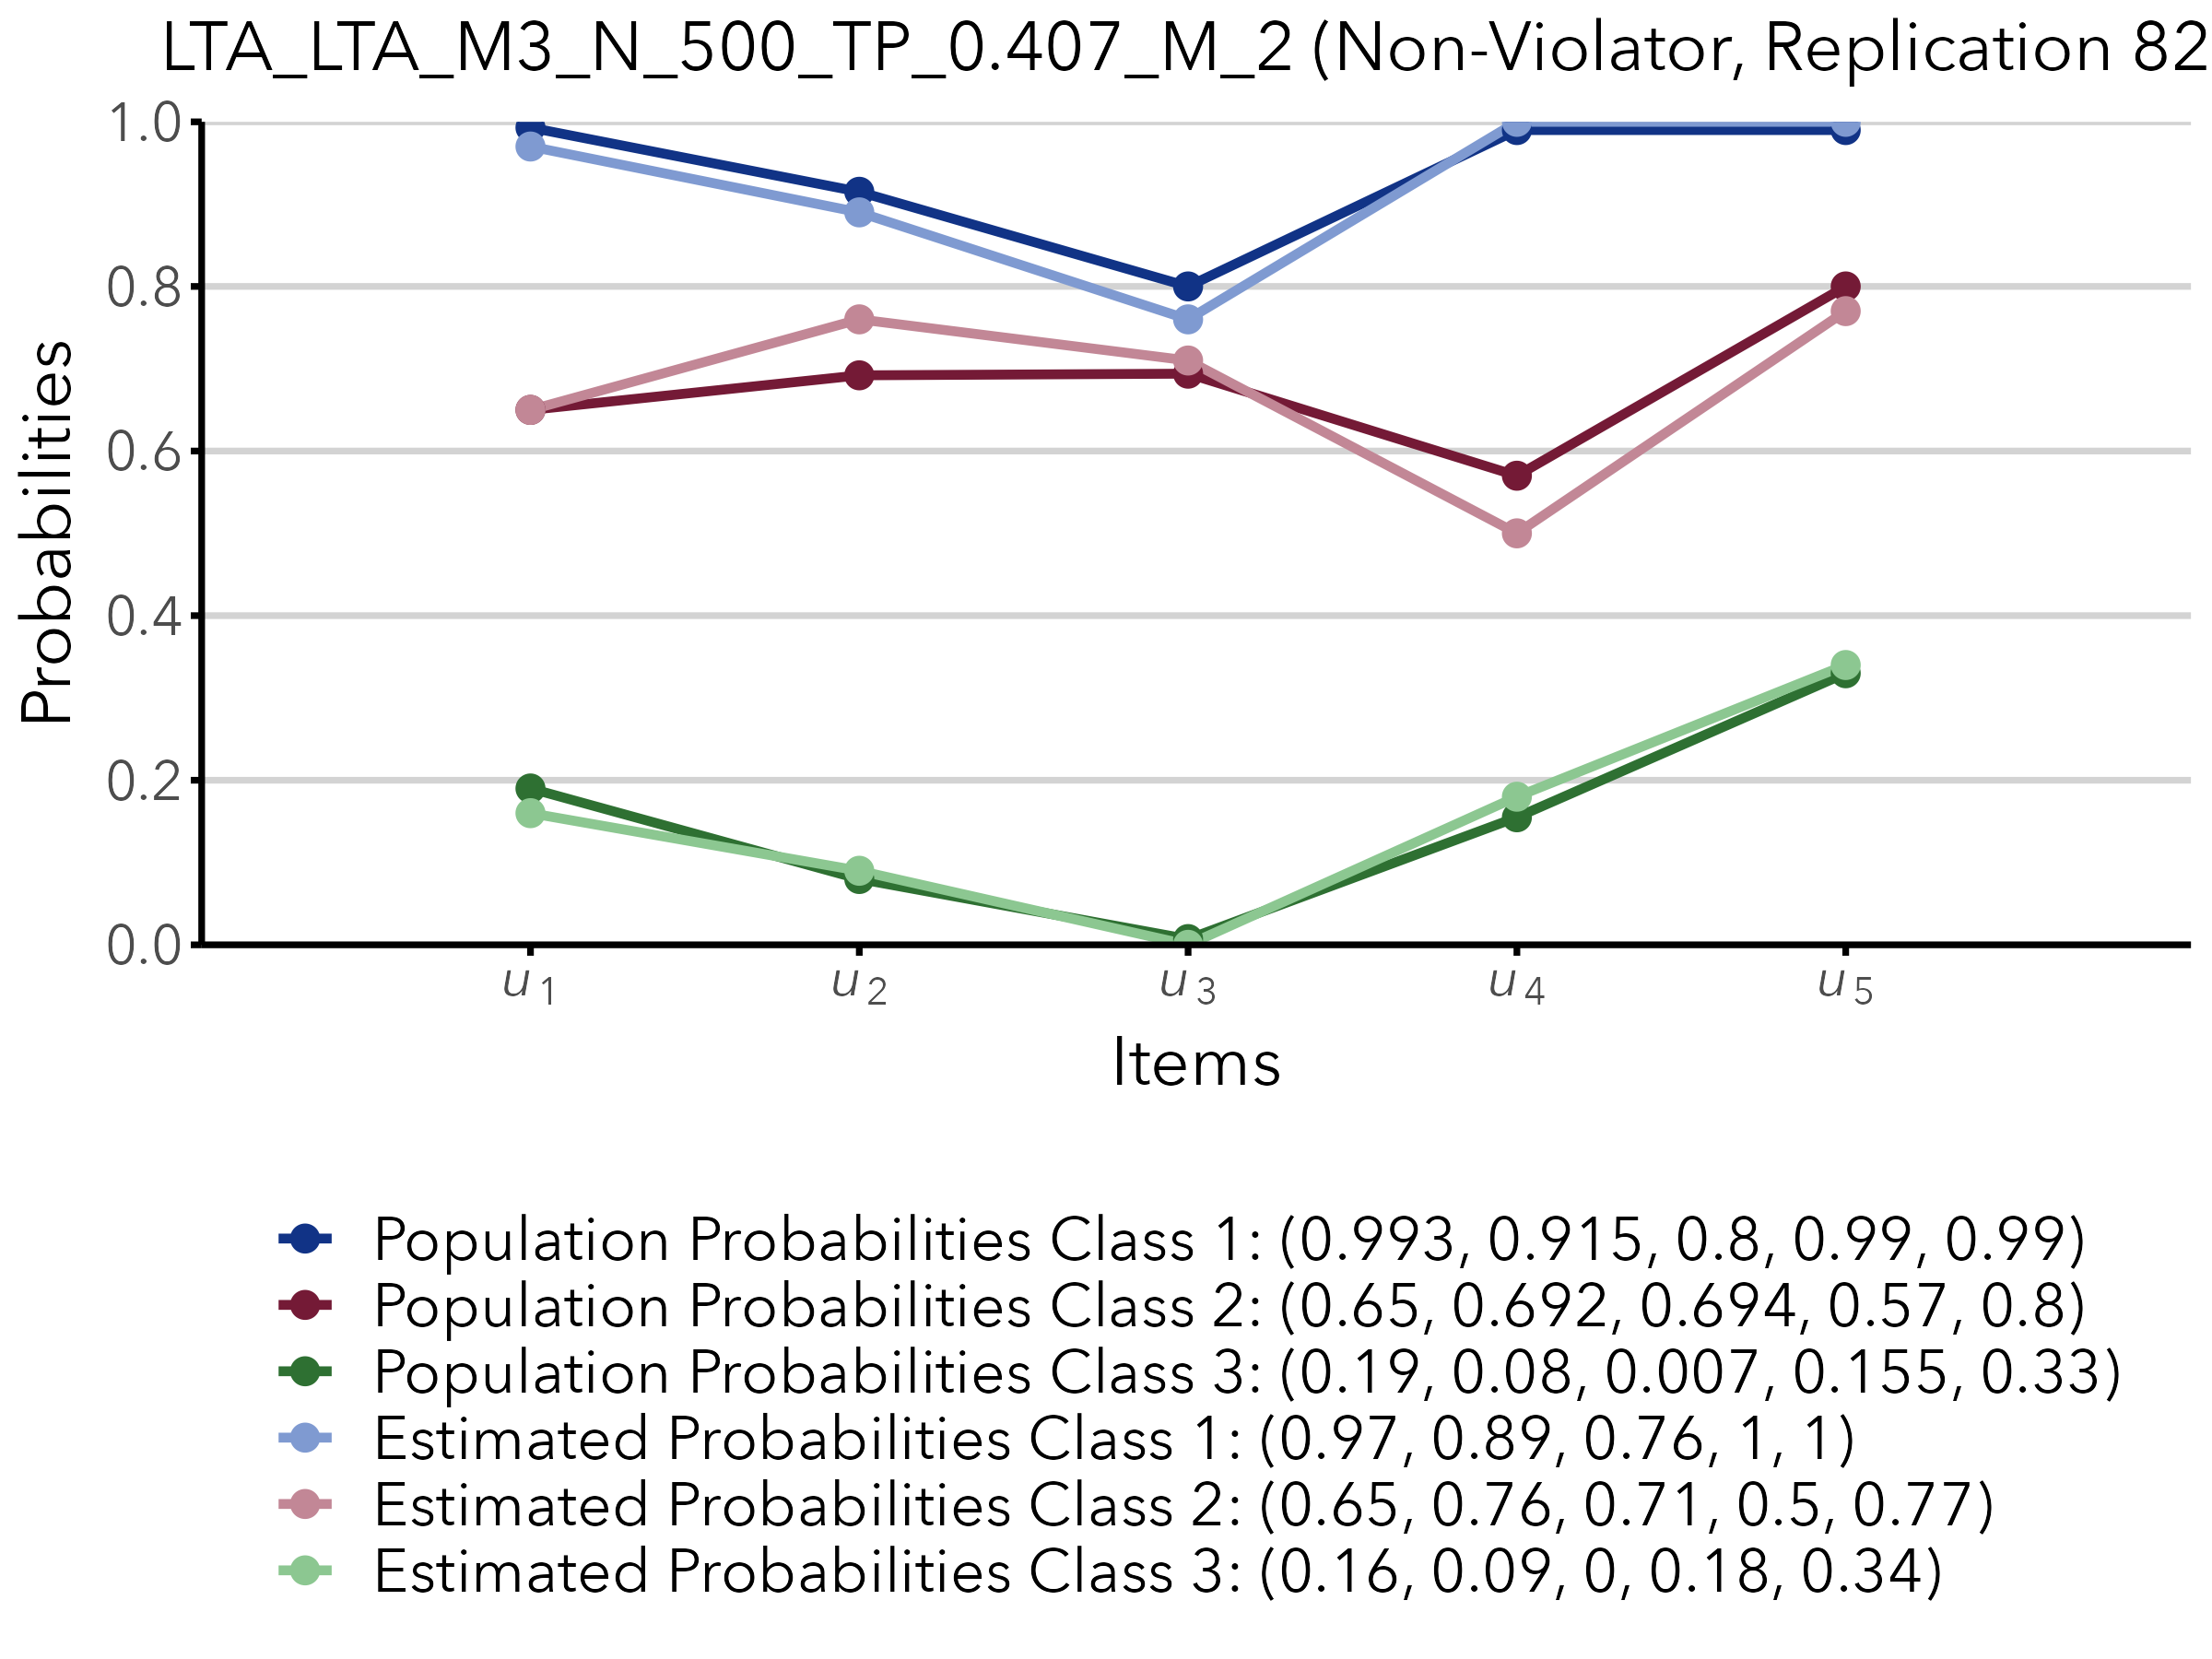 LTA_LTA_M3_N_500_TP_0.407_M_2 (Non-Violator, Replication 82
1.0
0.8
0.6
0.4
0.2
0.0
Probabilities
u1
u2
u3
u4
u5
Items
Population Probabilities Class 1: (0.993, 0.915, 0.8, 0.99, 0.99)
Population Probabilities Class 2: (0.65, 0.692, 0.694, 0.57, 0.8)
Population Probabilities Class 3: (0.19, 0.08, 0.007, 0.155, 0.33)
Estimated Probabilities Class 1: (0.97, 0.89, 0.76, 1, 1)
Estimated Probabilities Class 2: (0.65, 0.76, 0.71, 0.5, 0.77)
Estimated Probabilities Class 3: (0.16, 0.09, 0, 0.18, 0.34)